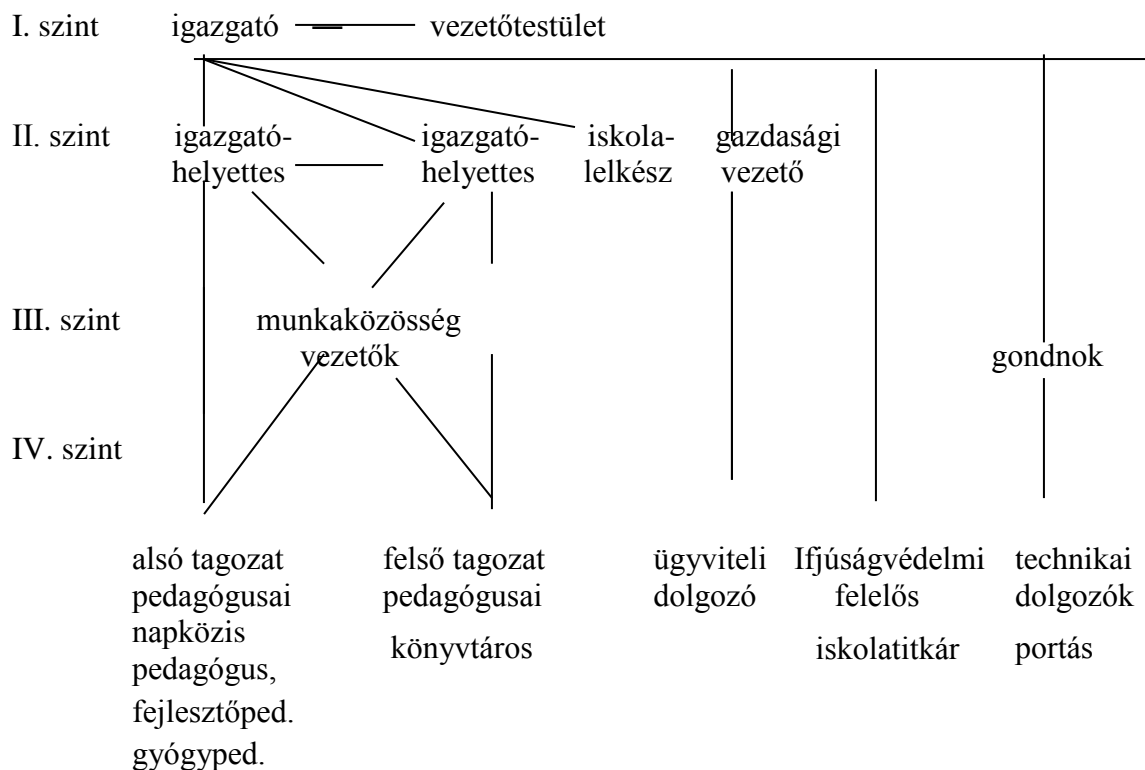 I. szint igazgató vezetőtestület
II. szint igazgató- igazgató- iskola- gazdasági
helyettes helyettes lelkész vezető
III. szint munkaközösség
vezetők gondnok
IV. szint
alsó tagozat felső tagozat ügyviteli Ifjúságvédelmi technikai
pedagógusai pedagógusai dolgozó felelős dolgozók
napközis könyvtáros iskolatitkár portás
pedagógus,
fejlesztőped.
gyógyped.